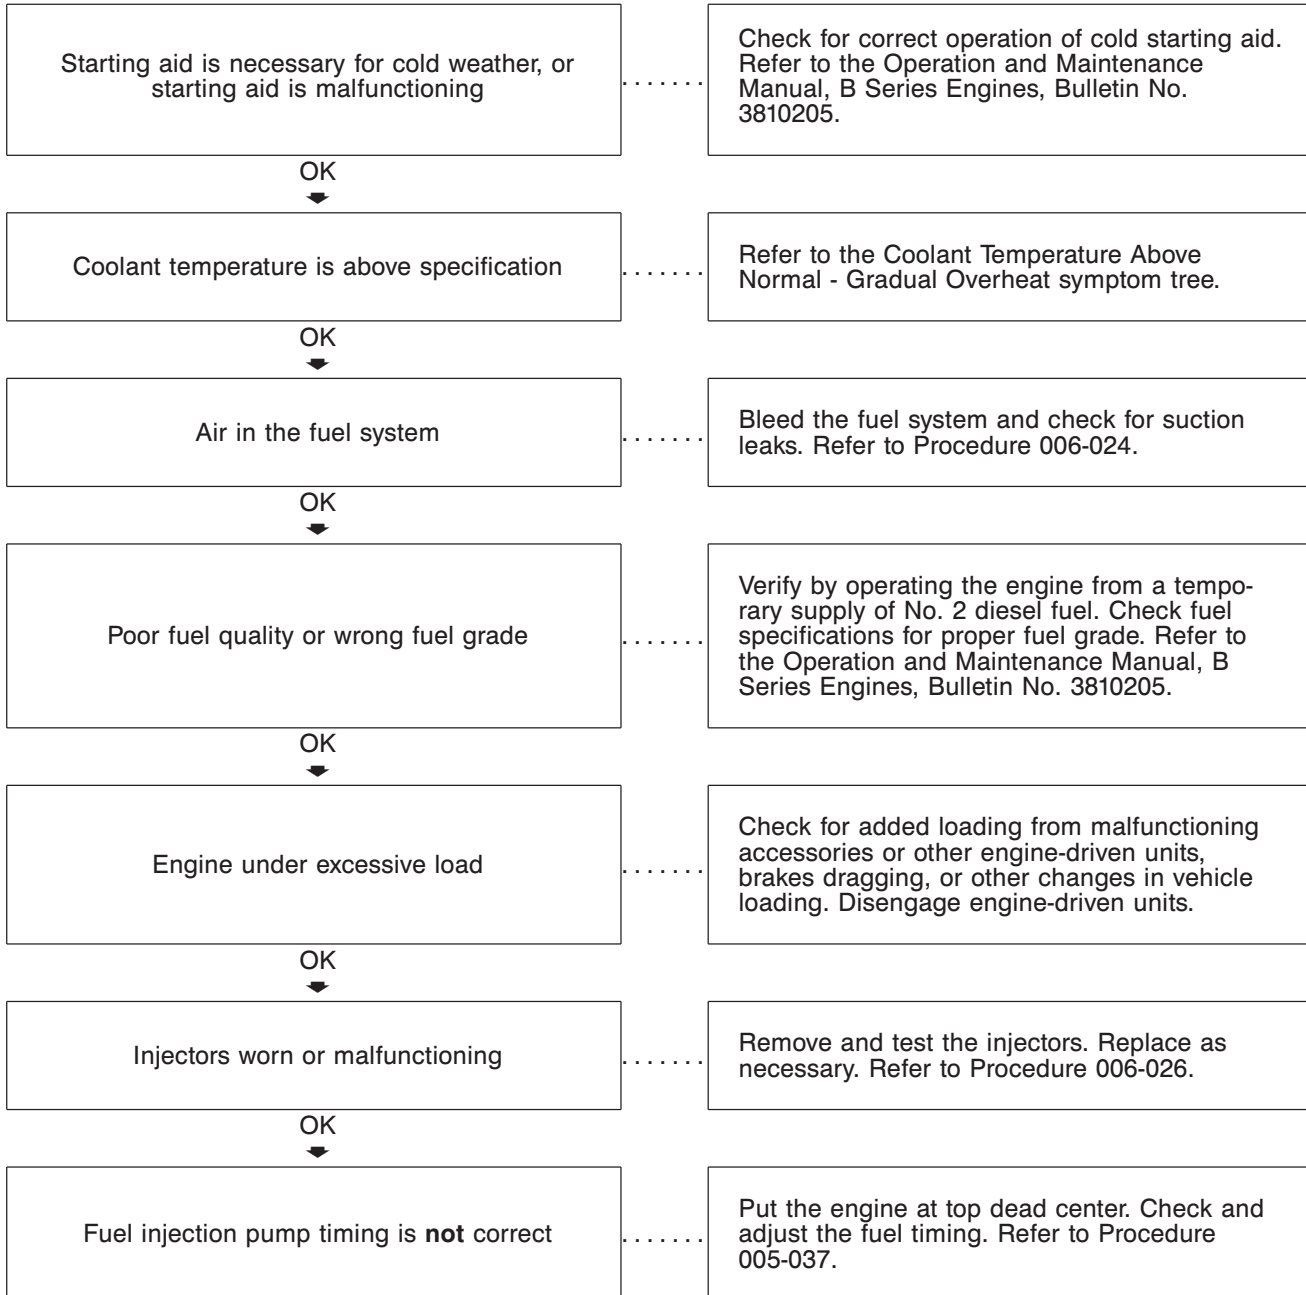 Starting aid is necessary for cold weather, or
starting aid is malfunctioning
.......
Check for correct operation of cold starting aid.
Refer to the Operation and Maintenance
Manual, B Series Engines, Bulletin No.
3810205.
OK
Coolant temperature is above specification
.......
Refer to the Coolant Temperature Above
Normal - Gradual Overheat symptom tree.
OK
Air in the fuel system
.......
Bleed the fuel system and check for suction
leaks. Refer to Procedure 006-024.
OK
Poor fuel quality or wrong fuel grade
.......
Verify by operating the engine from a tempo-
rary supply of No. 2 diesel fuel. Check fuel
specifications for proper fuel grade. Refer to
the Operation and Maintenance Manual, B
Series Engines, Bulletin No. 3810205.
OK
Engine under excessive load
.......
Check for added loading from malfunctioning
accessories or other engine-driven units,
brakes dragging, or other changes in vehicle
loading. Disengage engine-driven units.
OK
Injectors worn or malfunctioning
.......
Remove and test the injectors. Replace as
necessary. Refer to Procedure 006-026.
OK
Fuel injection pump timing is not correct
.......
Put the engine at top dead center. Check and
adjust the fuel timing. Refer to Procedure
005-037.